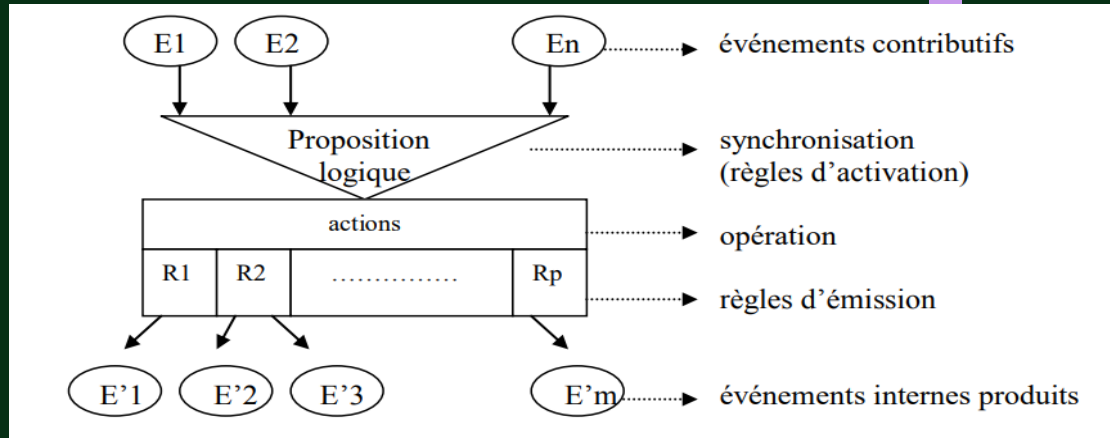 E1
E2
En
événements contributifs
Proposition
logique
synchronisation
(règles d’activation)
actions
opération
R1
R2
……………
Rp
règles d’émission
E’1
E’2
E’3
E’m
événements internes produits